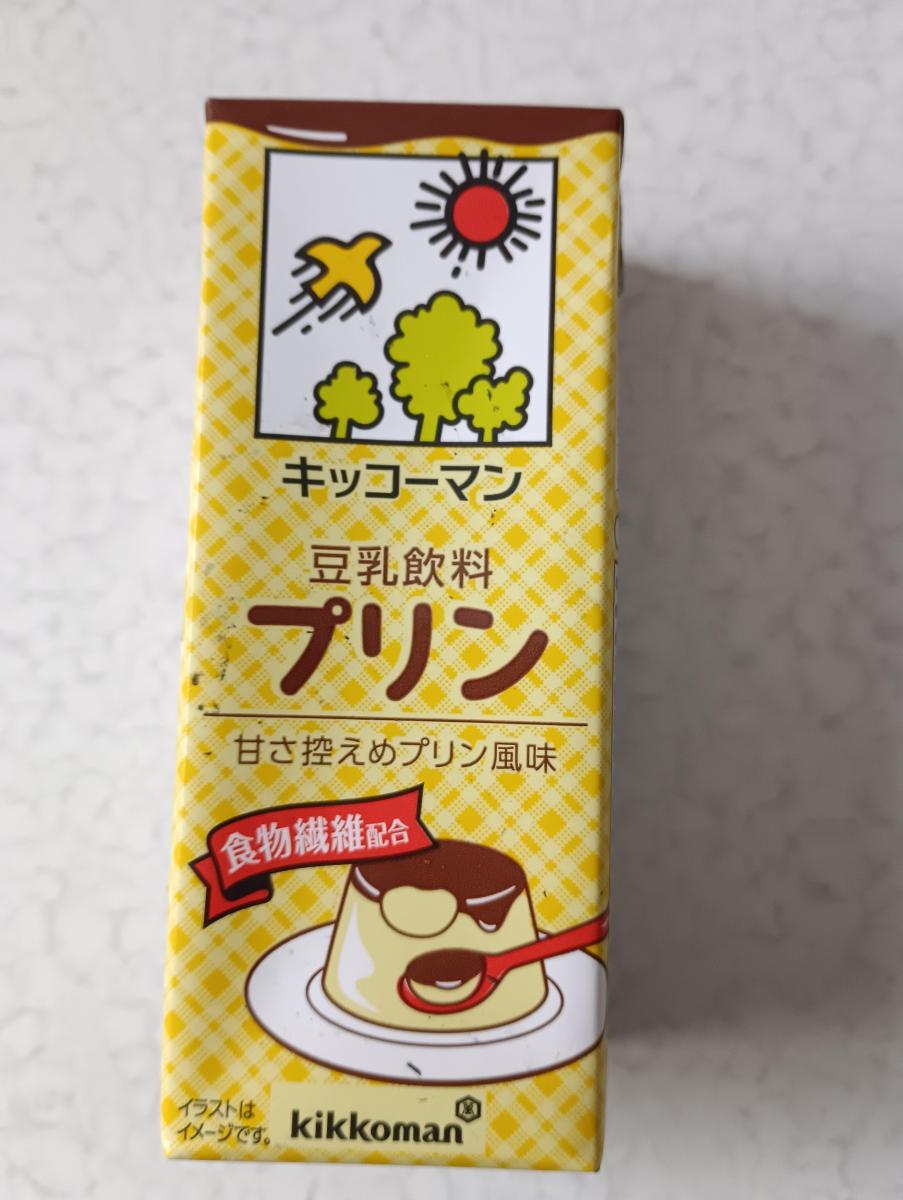 キッコーマン
豆乳飲料
プリン
甘さ控えめプリン風味
食物繊維配合
イラストは
イメージです。
kikkoman